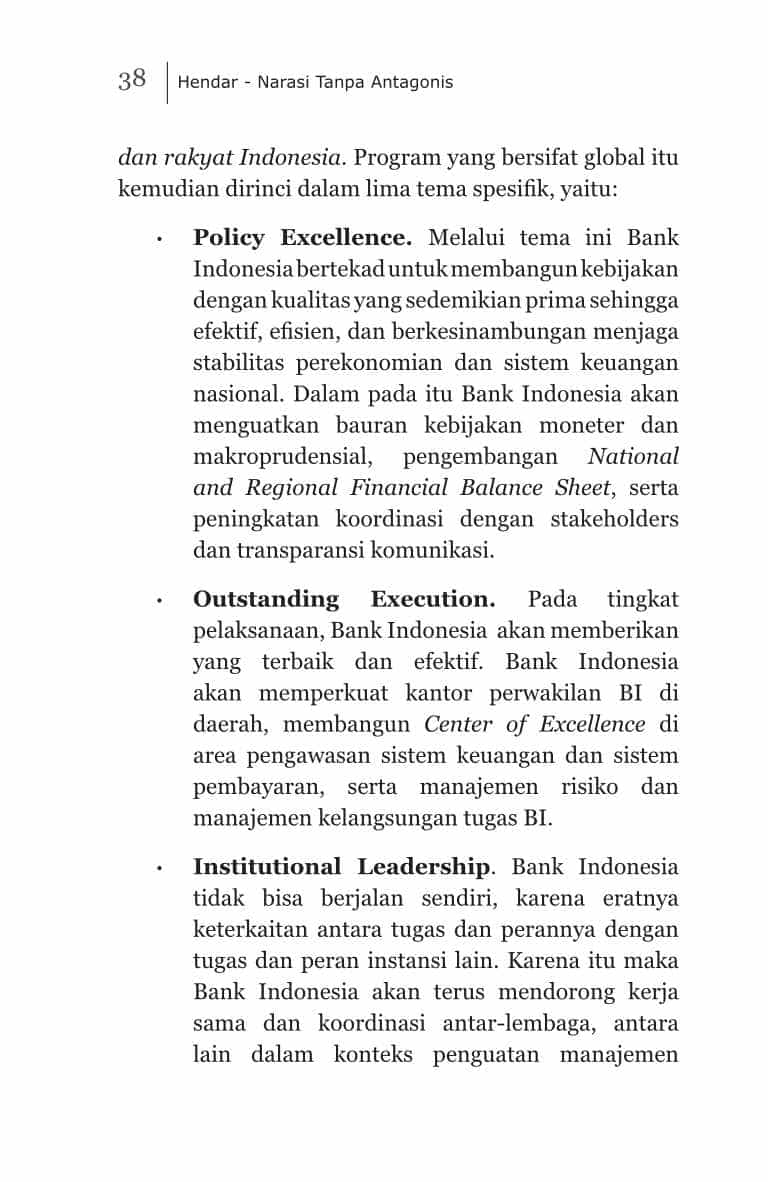 38
Hendar - Narasi Tanpa Antagonis
dan rakyat Indonesia. Program yang bersifat global itu
kemudian dirinci dalam lima tema spesifik, yaitu:
• Policy Excellence. Melalui tema ini Bank
Indonesia bertekad untuk membangun kebijakan
dengan kualitas yang sedemikian prima sehingga
efektif, efisien, dan berkesinambungan menjaga
stabilitas perekonomian dan sistem keuangan
nasional. Dalam pada itu Bank Indonesia akan
menguatkan bauran kebijakan moneter dan
makroprudensial, pengembangan National
and Regional Financial Balance Sheet, serta
peningkatan koordinasi dengan stakeholders
dan transparansi komunikasi.
• Outstanding Execution. Pada tingkat
pelaksanaan, Bank Indonesia akan memberikan
yang terbaik dan efektif. Bank Indonesia
akan memperkuat kantor perwakilan BI di
daerah, membangun Center of Excellence di
area pengawasan sistem keuangan dan sistem
pembayaran, serta manajemen risiko dan
manajemen kelangsungan tugas BI.
• Institutional Leadership. Bank Indonesia
tidak bisa berjalan sendiri, karena eratnya
keterkaitan antara tugas dan perannya dengan
tugas dan peran instansi lain. Karena itu maka
Bank Indonesia akan terus mendorong kerja
sama dan koordinasi antar-lembaga, antara
lain dalam konteks penguatan manajemen